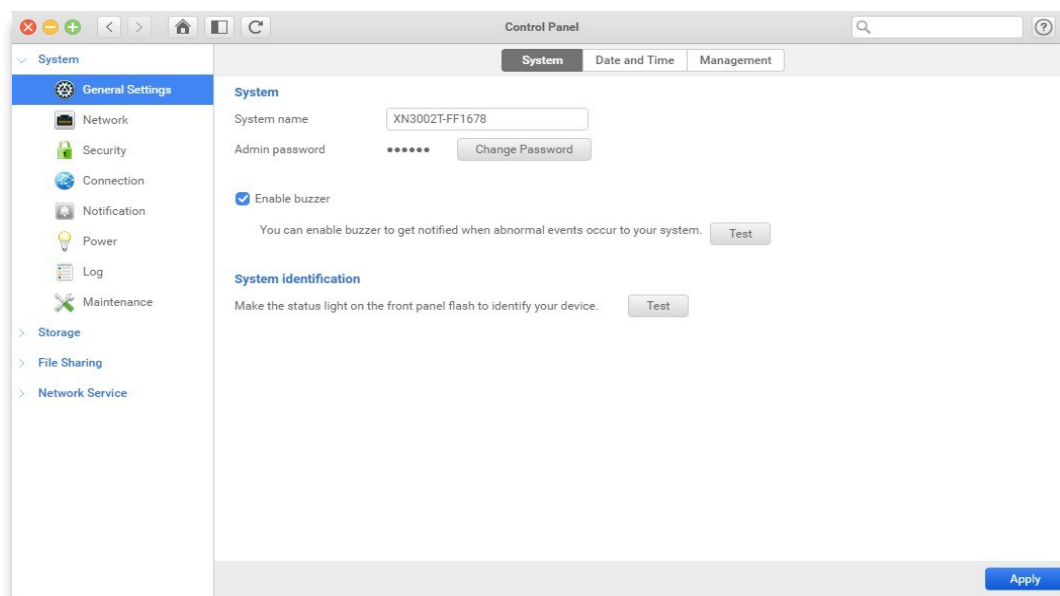 Control Panel
System
System
Date and Time
Management
General Settings
Network
Security
Connection
Notification
Power
Log
Maintenance
Storage
File Sharing
Network Service
System
System name
XN3002T-FF1678
Admin password
••••••
Change Password
Enable buzzer
You can enable buzzer to get notified when abnormal events occur to your system.
Test
System identification
Make the status light on the front panel flash to identify your device.
Test
Apply